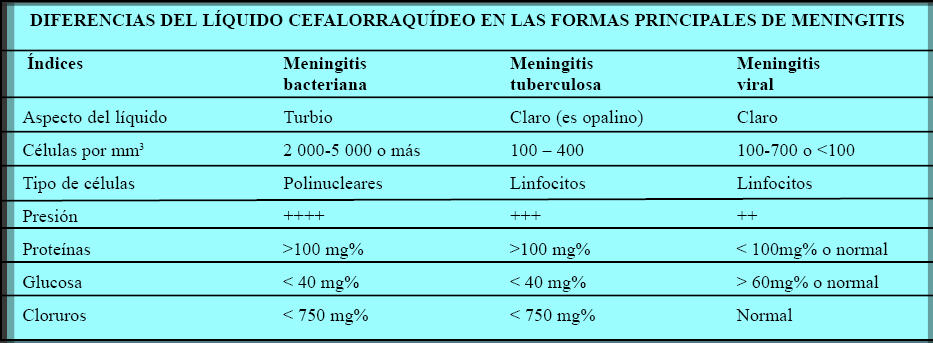 DIFERENCIAS DEL LÍQUIDO CEFALORRAQUÍDEO EN LAS FORMAS PRINCIPALES DE MENINGITIS
Índices Meningitis bacteriana Meningitis tuberculosa Meningitis viral
Aspecto del líquido Turbio Claro (es opalino) Claro
Células por mm³ 2 000-5 000 o más 100 – 400 100-700 o <100
Tipo de células Polinucleares Linfocitos Linfocitos
Presión ++++ +++ ++
Proteínas >100 mg% >100 mg% < 100mg% o normal
Glucosa < 40 mg% < 40 mg% > 60mg% o normal
Cloruros < 750 mg% < 750 mg% Normal